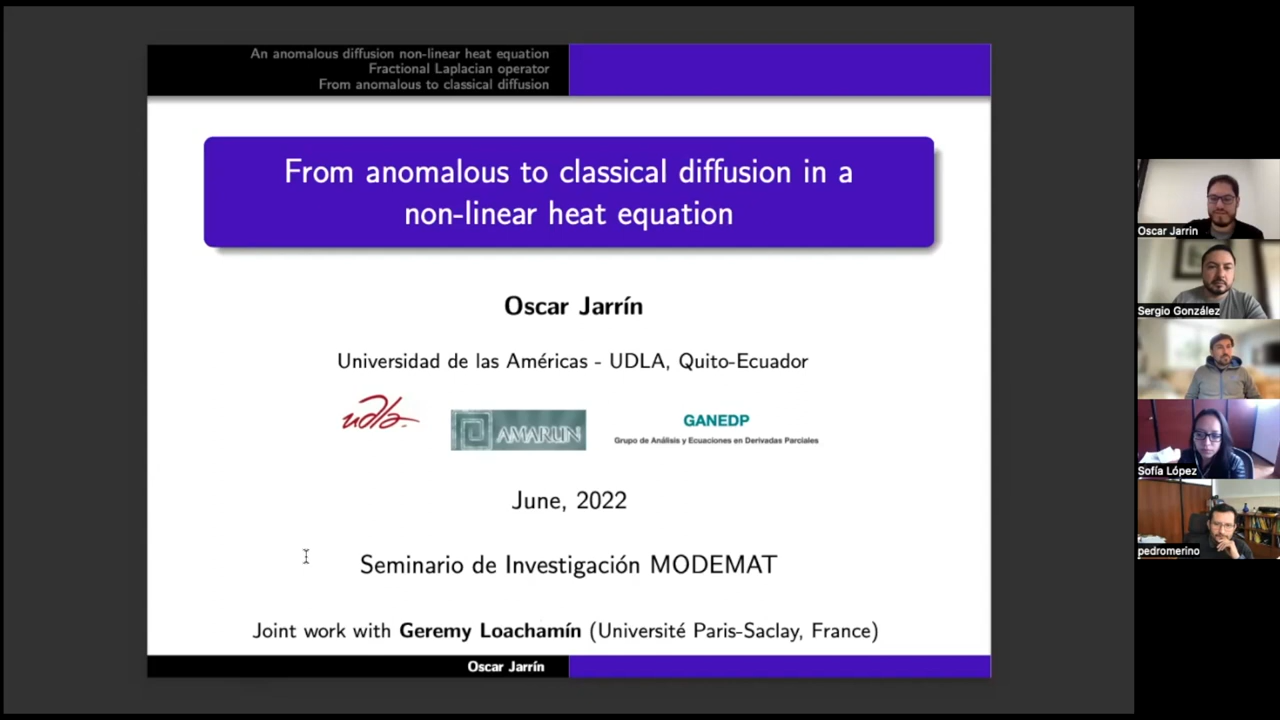 An anomalous diffusion non-linear heat equation
Fractional Laplacian operator
From anomalous to classical diffusion
From anomalous to classical diffusion in a
non-linear heat equation
Oscar Jarrín
Universidad de las Américas - UDLA, Quito-Ecuador
udla.
AMARUN
GANEDP
Grupo de Análisis y Ecuaciones en Derivadas Parciales
June, 2022
Seminario de Investigación MODEMAT
Joint work with Geremy Loachamín (Université Paris-Saclay, France)
Oscar Jarrín
Oscar Jarrin
Sergio González
Sofía López
pedromerino